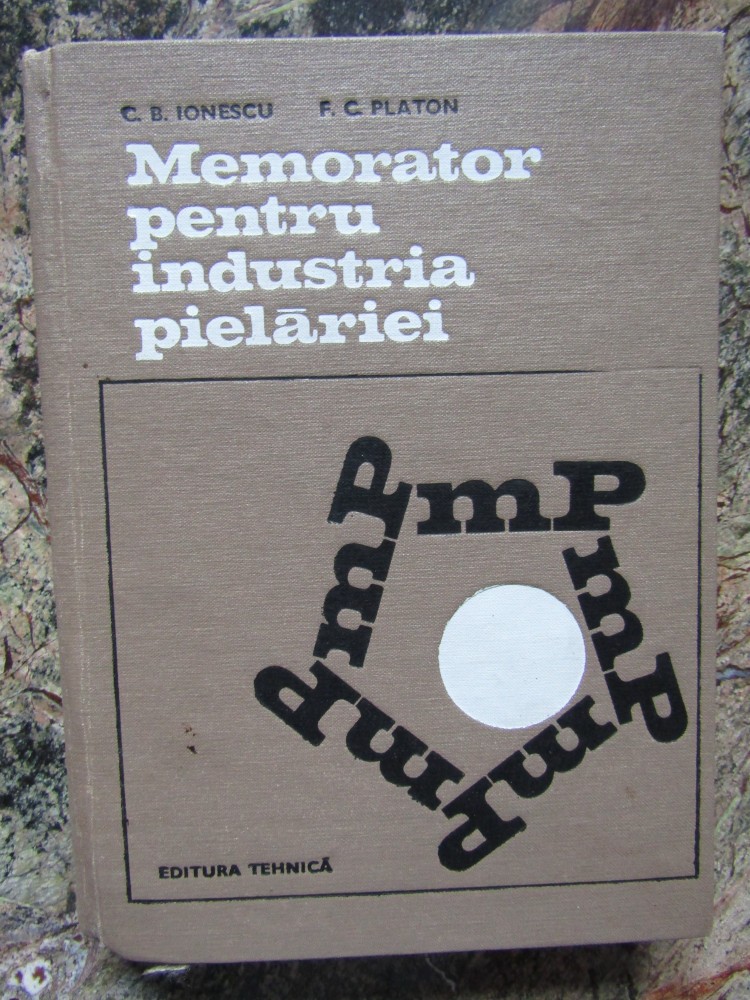 C. B. IONESCU F. C. PLATON
Memorator
pentru
industria
pielăriei
mP
mP
mP
mP
mP
EDITURA TEHNICĂ